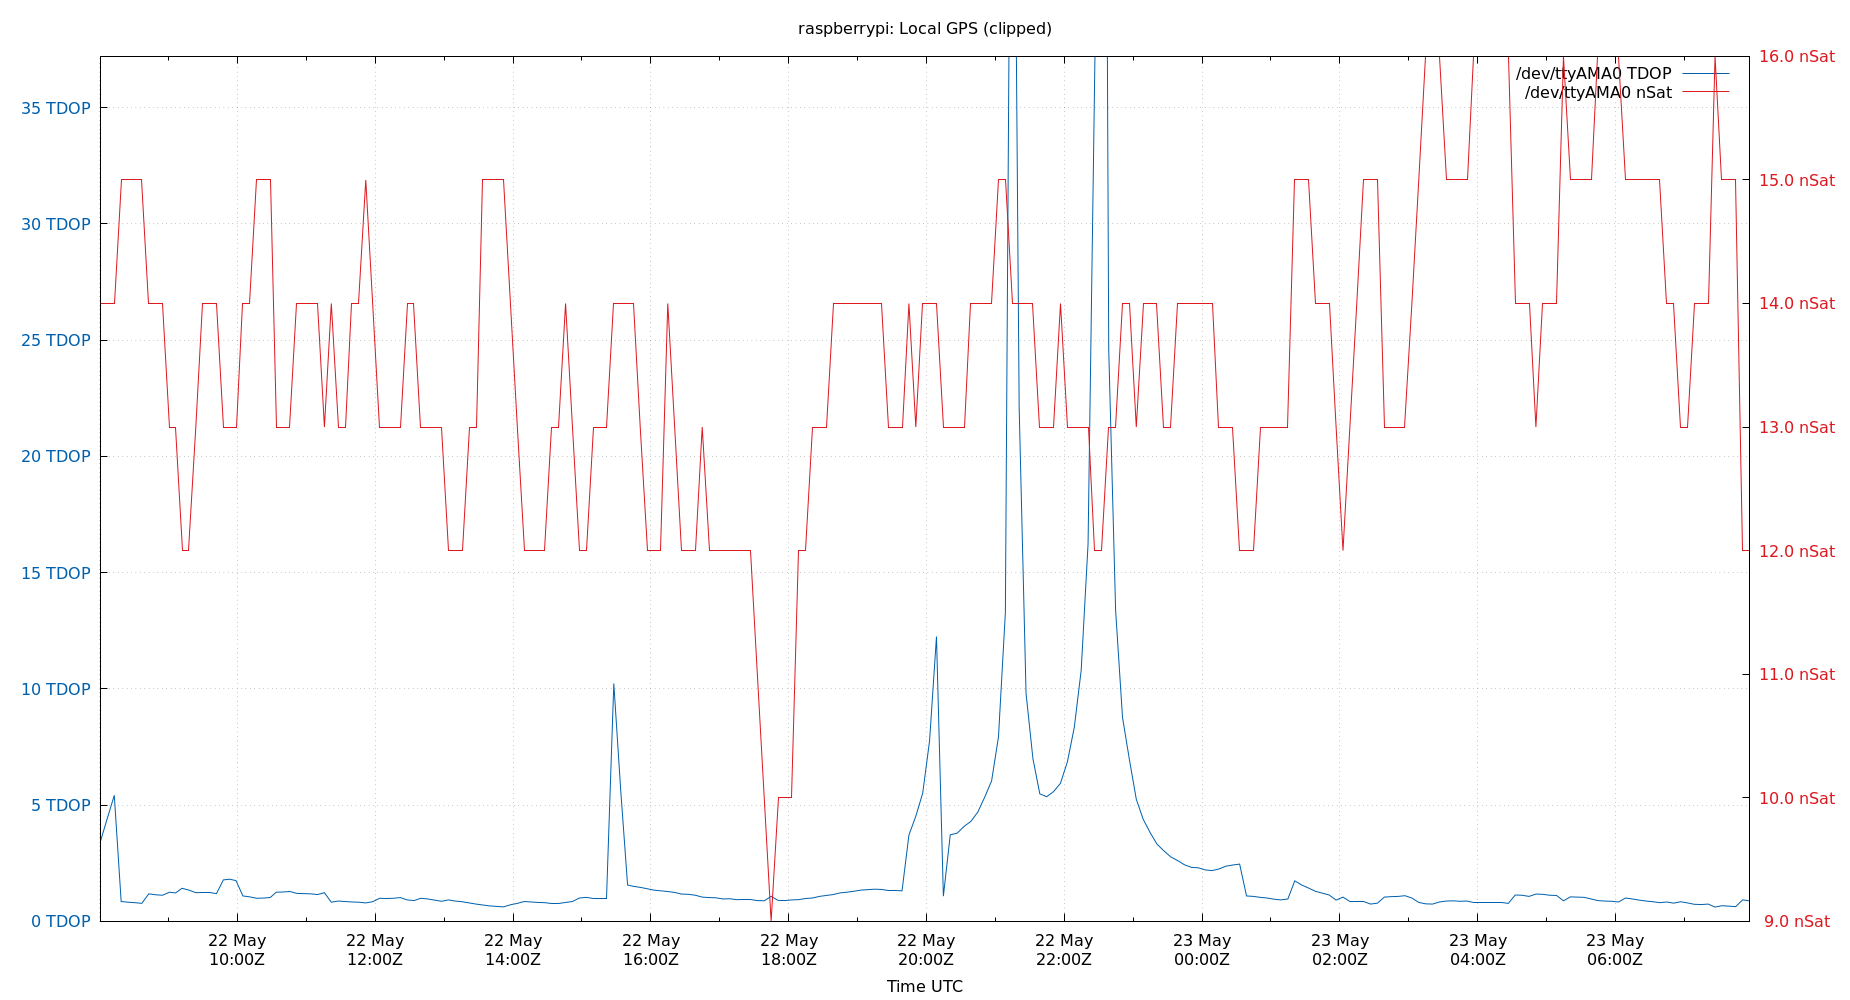 raspberrypi: Local GPS (clipped)
/dev/ttyAMA0 TDOP
/dev/ttyAMA0 nSat
35 TDOP
30 TDOP
25 TDOP
20 TDOP
15 TDOP
10 TDOP
5 TDOP
0 TDOP
16.0 nSat
15.0 nSat
14.0 nSat
13.0 nSat
12.0 nSat
11.0 nSat
10.0 nSat
9.0 nSat
22 May
10:00Z
22 May
12:00Z
22 May
14:00Z
22 May
16:00Z
22 May
18:00Z
22 May
20:00Z
22 May
22:00Z
23 May
00:00Z
23 May
02:00Z
23 May
04:00Z
23 May
06:00Z
Time UTC